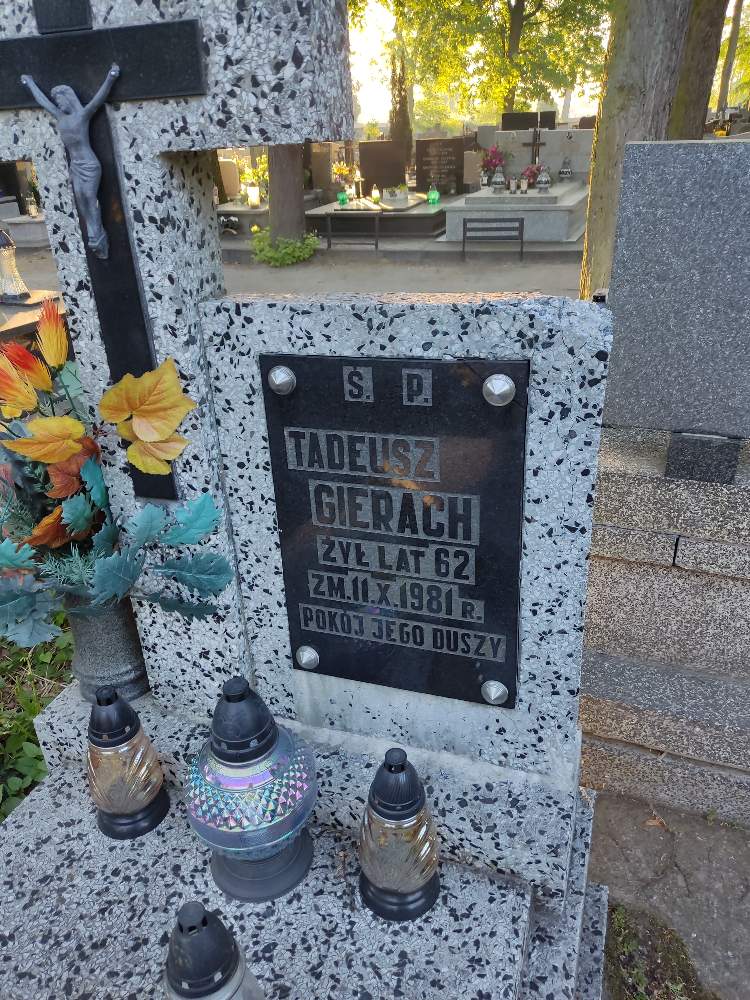 Ś. P.
TADEUSZ
GIERACH
ŻYŁ LAT 62
ZM.11.X.1981 R.
POKÓJ JEGO DUSZY